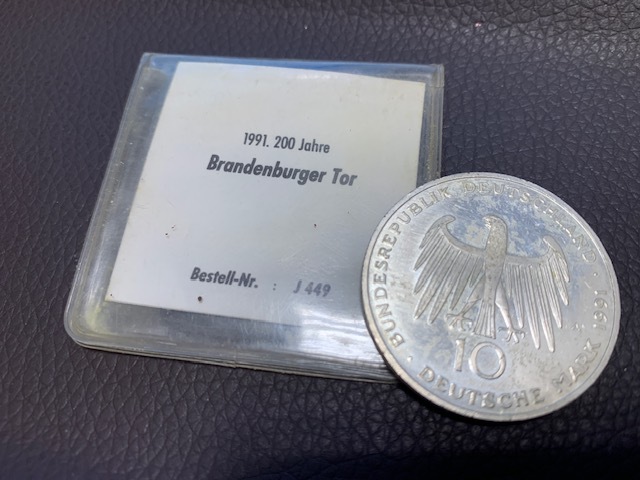 1991. 200 Jahre
Brandenburger Tor
Bestell-Nr. : J 449
BUNDESREPUBLIK DEUTSCHLAND
10
· DEUTSCHE MARK 1991 ·